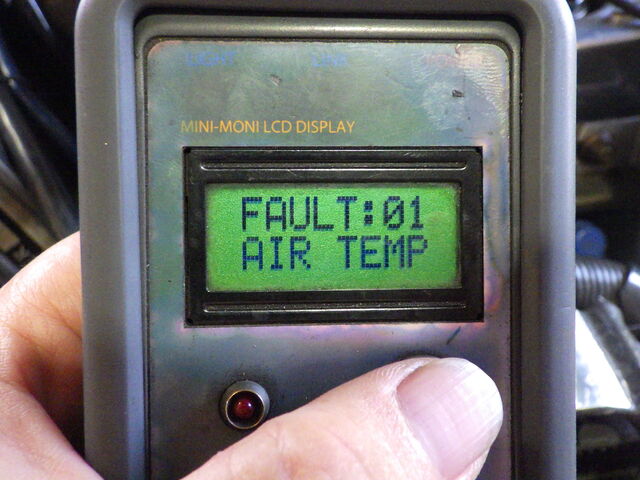 MINI-MONI LCD DISPLAY
FAULT:01
AIR TEMP